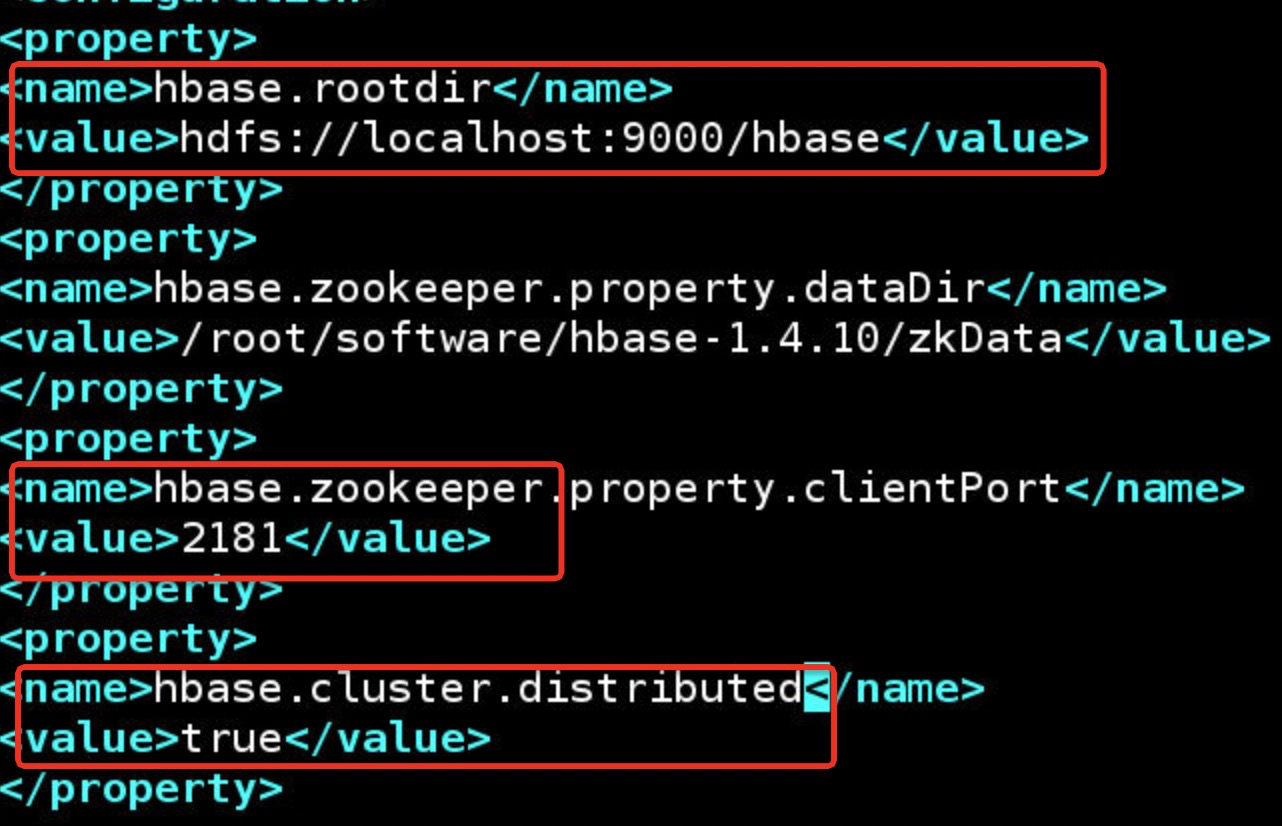 <property>
<name>hbase.rootdir</name>
<value>hdfs://localhost:9000/hbase</value>
</property>
<property>
<name>hbase.zookeeper.property.dataDir</name>
<value>/root/software/hbase-1.4.10/zkData</value>
</property>
<property>
<name>hbase.zookeeper.property.clientPort</name>
<value>2181</value>
</property>
<property>
<name>hbase.cluster.distributed</name>
<value>true</value>
</property>